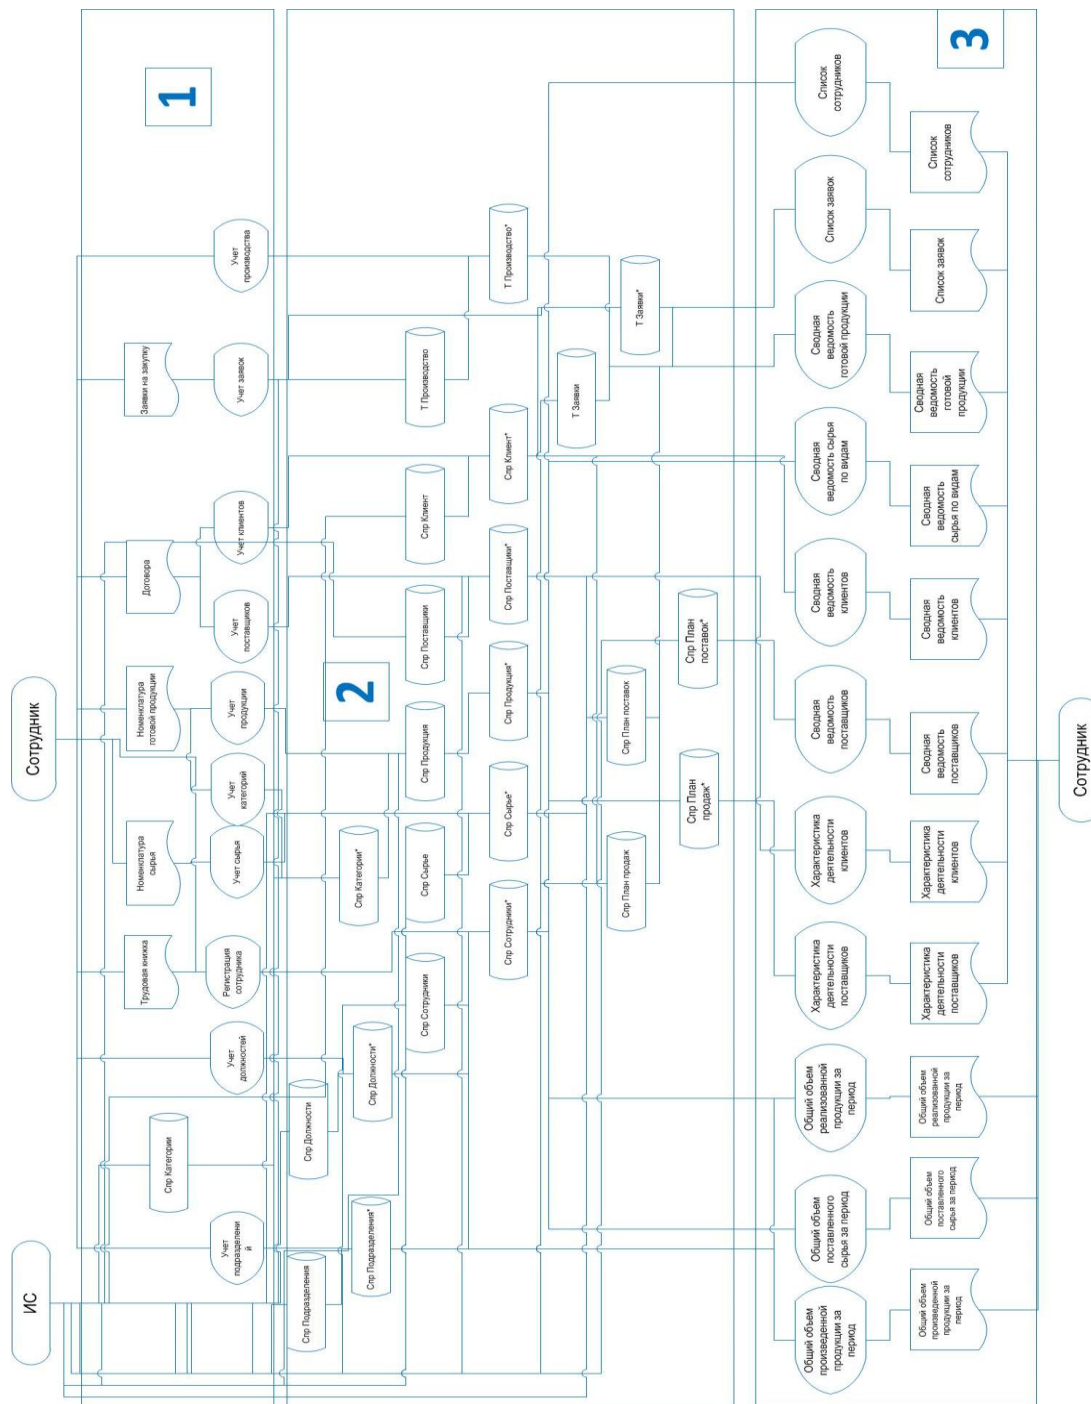 ИС
Сотрудник
Спр Категории
Трудовая книжка
Номенклатура
сырья
Номенклатура
готовой продукции
Договора
Заявки на закупку
1
Учет
подразделени
й
Учет
должностей
Регистрация
сотрудника
Учет сырья
Учет
категорий
Учет
продукции
Учет
поставщиков
Учет клиентов
Учет заявок
Учет
производства
Спр Подразделения
Спр Должности
Спр Подразделения*
Спр Должности*
Спр Категории*
2
Спр Сотрудники
Спр Сырье
Спр Продукция
Спр Поставщики
Спр Клиент
Т Производство
Спр Сотрудники*
Спр Сырье*
Спр Продукция*
Спр Поставщики*
Спр Клиент*
Т Производство*
Т Заявки
Спр План продаж
Спр План поставок
Т Заявки*
Спр План
продаж*
Спр План
поставок*
Общий объем
произведенной
продукции за
период
Общий объем
поставленного
сырья за период
Общий объем
реализованной
продукции за
период
Характеристика
деятельности
поставщиков
Характеристика
деятельности
клиентов
Сводная
ведомость
поставщиков
Сводная
ведомость
клиентов
Сводная
ведомость сырья
по видам
Сводная
ведомость
готовой продукции
Список заявок
Список
сотрудников
3
Общий объем
произведенной
продукции за
период
Общий объем
поставленного
сырья за период
Общий объем
реализованной
продукции за
период
Характеристика
деятельности
поставщиков
Характеристика
деятельности
клиентов
Сводная
ведомость
поставщиков
Сводная
ведомость
клиентов
Сводная
ведомость
сырья по видам
Сводная
ведомость
готовой
продукции
Список заявок
Список
сотрудников
Сотрудник